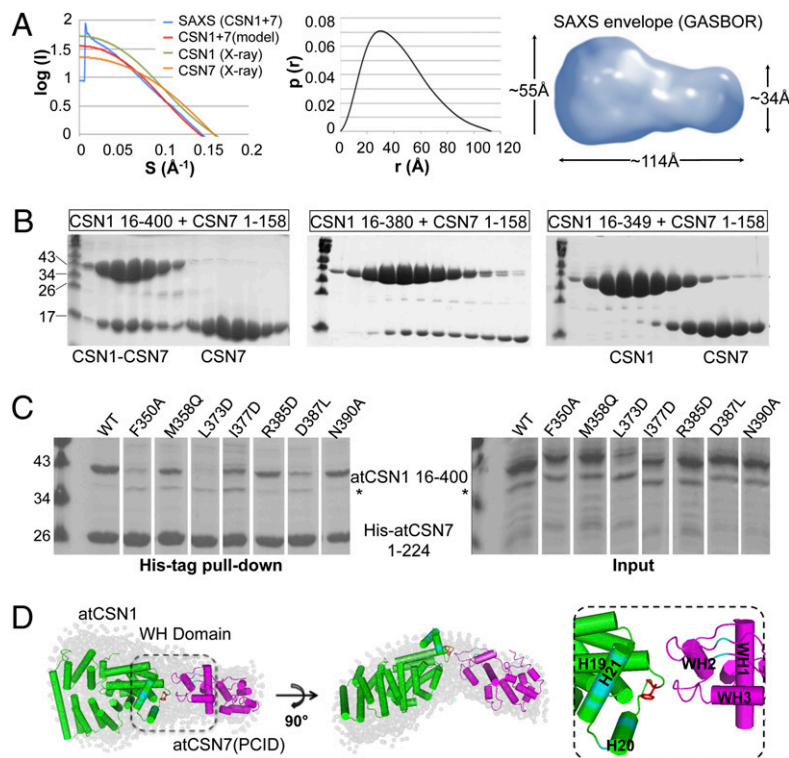 A
log (I)
2
1.5
1
0.5
0
0 0.05 0.1 0.15 0.2
S (Å⁻¹)
SAXS (CSN1+7)
CSN1+7(model)
CSN1 (X-ray)
CSN7 (X-ray)
p (r)
0.08
0.06
0.04
0.02
0
0 20 40 60 80 100 120
r (Å)
SAXS envelope (GASBOR)
~55Å
~34Å
~114Å
B
CSN1 16-400 + CSN7 1-158
CSN1 16-380 + CSN7 1-158
CSN1 16-349 + CSN7 1-158
43
34
26
17
CSN1-CSN7
CSN7
CSN1
CSN7
C
WT F350A M358Q L373D I377D R385D D387L N390A
WT F350A M358Q L373D I377D R385D D387L N390A
43
34
26
atCSN1 16-400
* *
His-atCSN7
1-224
His-tag pull-down
Input
D
atCSN1
WH Domain
atCSN7(PCID)
90°
H19
H21
H20
WH2
WH1
WH3